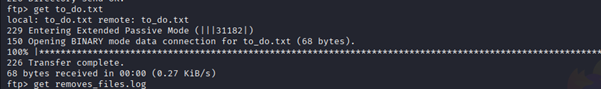 ftp> get to_do.txt
local: to_do.txt remote: to_do.txt
229 Entering Extended Passive Mode (|||31182|)
150 Opening BINARY mode data connection for to_do.txt (68 bytes).
100% |***********************************************************************************
226 Transfer complete.
68 bytes received in 00:00 (0.27 KiB/s)
ftp> get removes_files.log